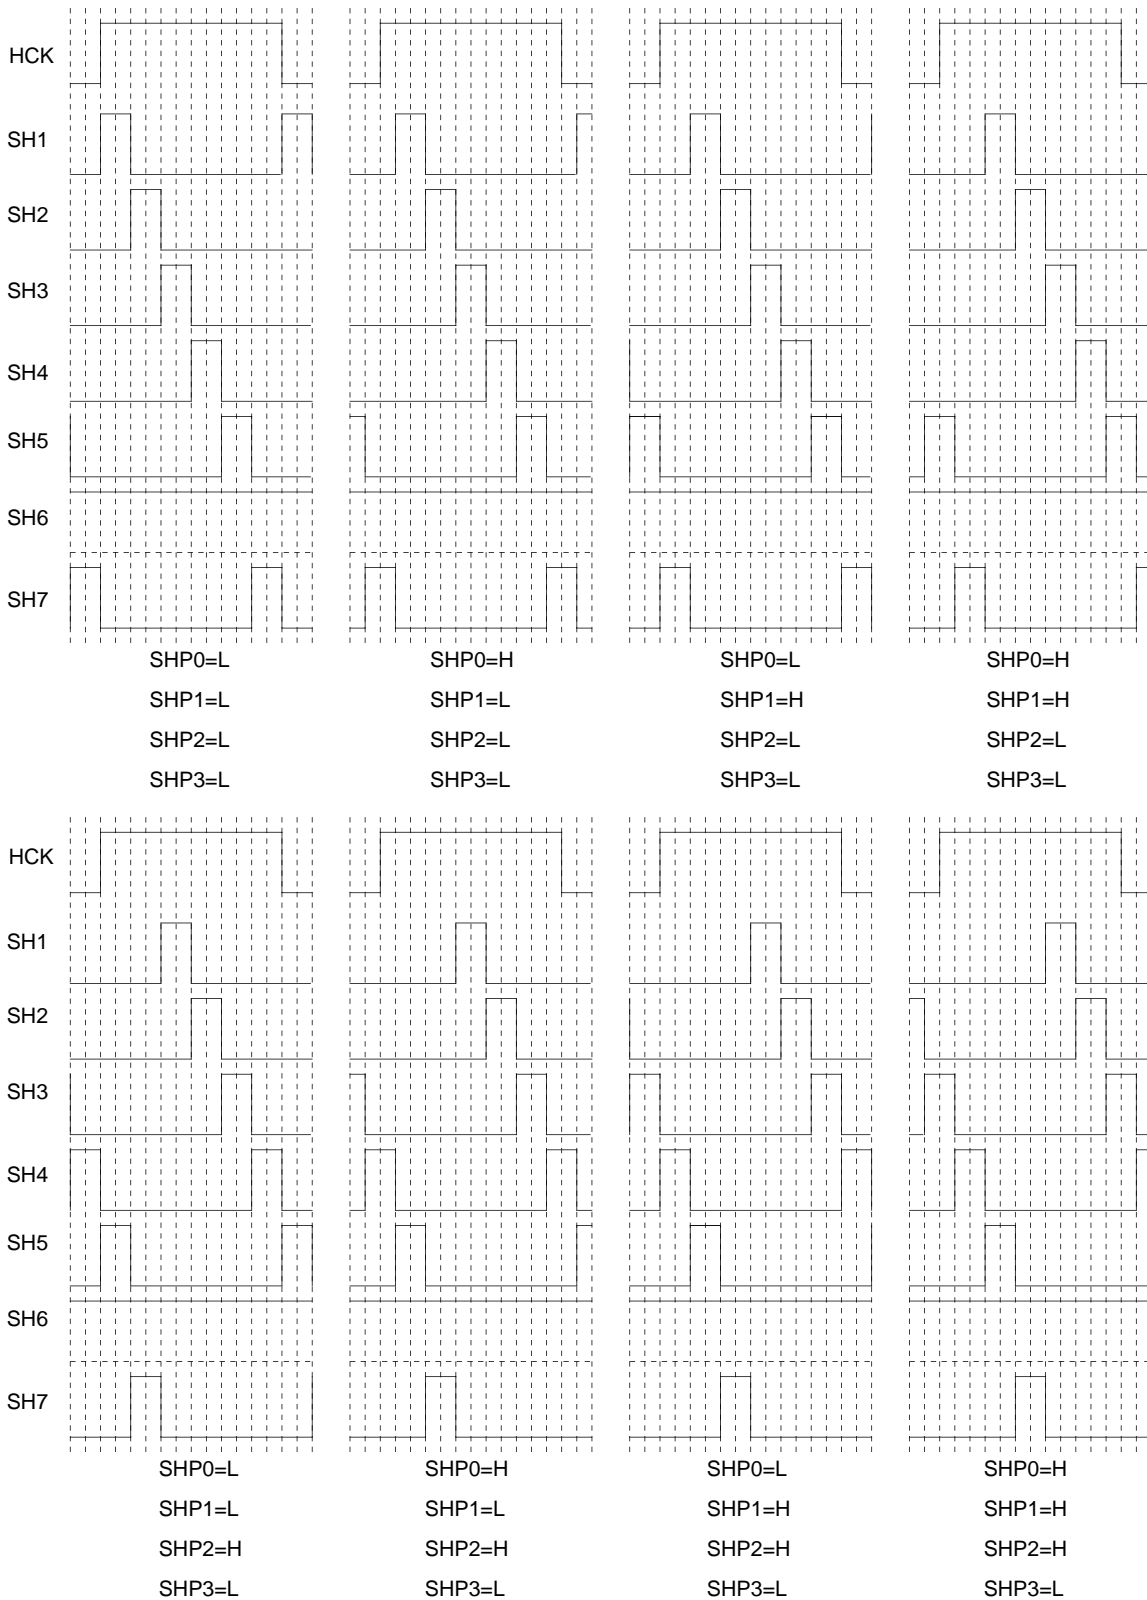 HCK
SH1
SH2
SH3
SH4
SH5
SH6
SH7
SHP0=L SHP0=H SHP0=L SHP0=H
SHP1=L SHP1=L SHP1=H SHP1=H
SHP2=L SHP2=L SHP2=L SHP2=L
SHP3=L SHP3=L SHP3=L SHP3=L
HCK
SH1
SH2
SH3
SH4
SH5
SH6
SH7
SHP0=L SHP0=H SHP0=L SHP0=H
SHP1=L SHP1=L SHP1=H SHP1=H
SHP2=H SHP2=H SHP2=H SHP2=H
SHP3=L SHP3=L SHP3=L SHP3=L